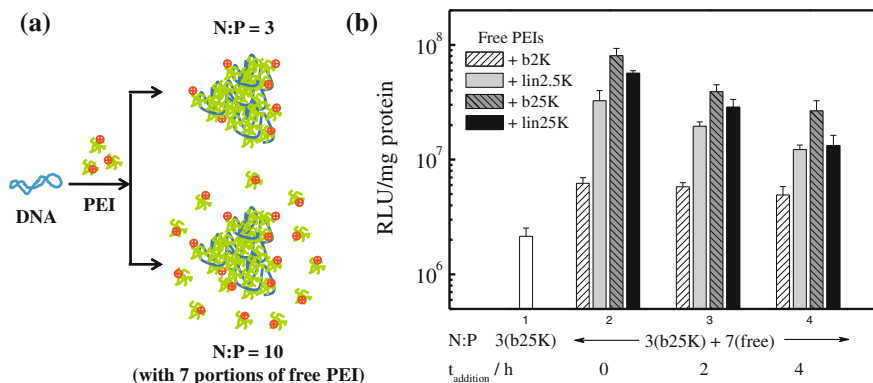 (a)
N:P = 3
DNA
PEI
N:P = 10
(with 7 portions of free PEI)
(b)
RLU/mg protein
10^8
10^7
10^6
Free PEIs
+ b2K
+ lin2.5K
+ b25K
+ lin25K
1 2 3 4
N:P 3(b25K) 3(b25K) + 7(free)
t_addition / h 0 2 4